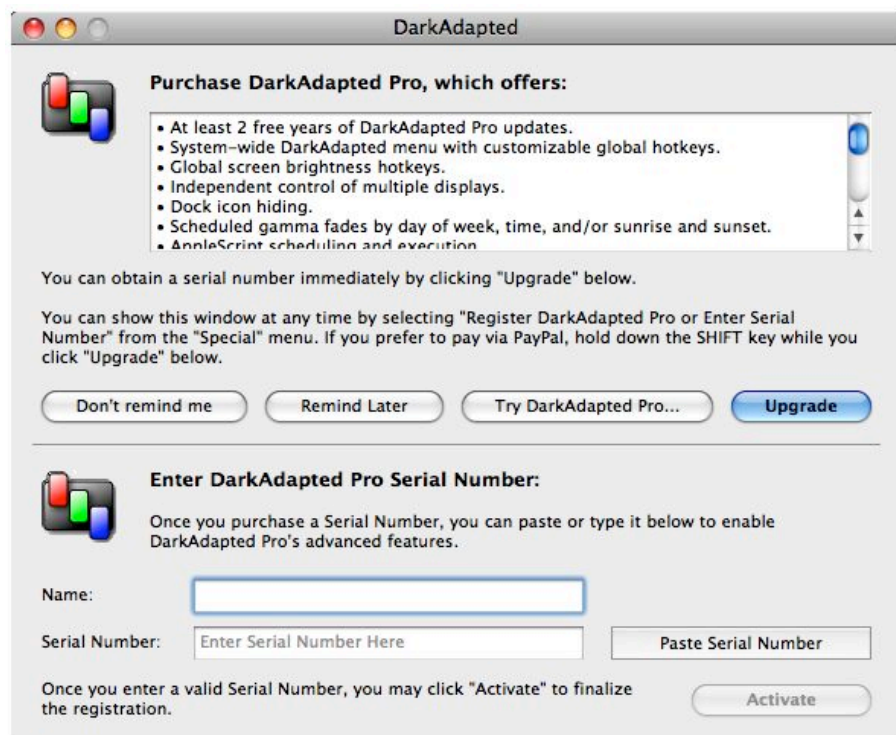 DarkAdapted
Purchase DarkAdapted Pro, which offers:
• At least 2 free years of DarkAdapted Pro updates.
• System-wide DarkAdapted menu with customizable global hotkeys.
• Global screen brightness hotkeys.
• Independent control of multiple displays.
• Dock icon hiding.
• Scheduled gamma fades by day of week, time, and/or sunrise and sunset.
• AppleScript scheduling and execution
You can obtain a serial number immediately by clicking "Upgrade" below.
You can show this window at any time by selecting "Register DarkAdapted Pro or Enter Serial
Number" from the "Special" menu. If you prefer to pay via PayPal, hold down the SHIFT key while you
click "Upgrade" below.
Don't remind me
Remind Later
Try DarkAdapted Pro...
Upgrade
Enter DarkAdapted Pro Serial Number:
Once you purchase a Serial Number, you can paste or type it below to enable
DarkAdapted Pro's advanced features.
Name:
Serial Number:
Enter Serial Number Here
Paste Serial Number
Once you enter a valid Serial Number, you may click "Activate" to finalize
the registration.
Activate